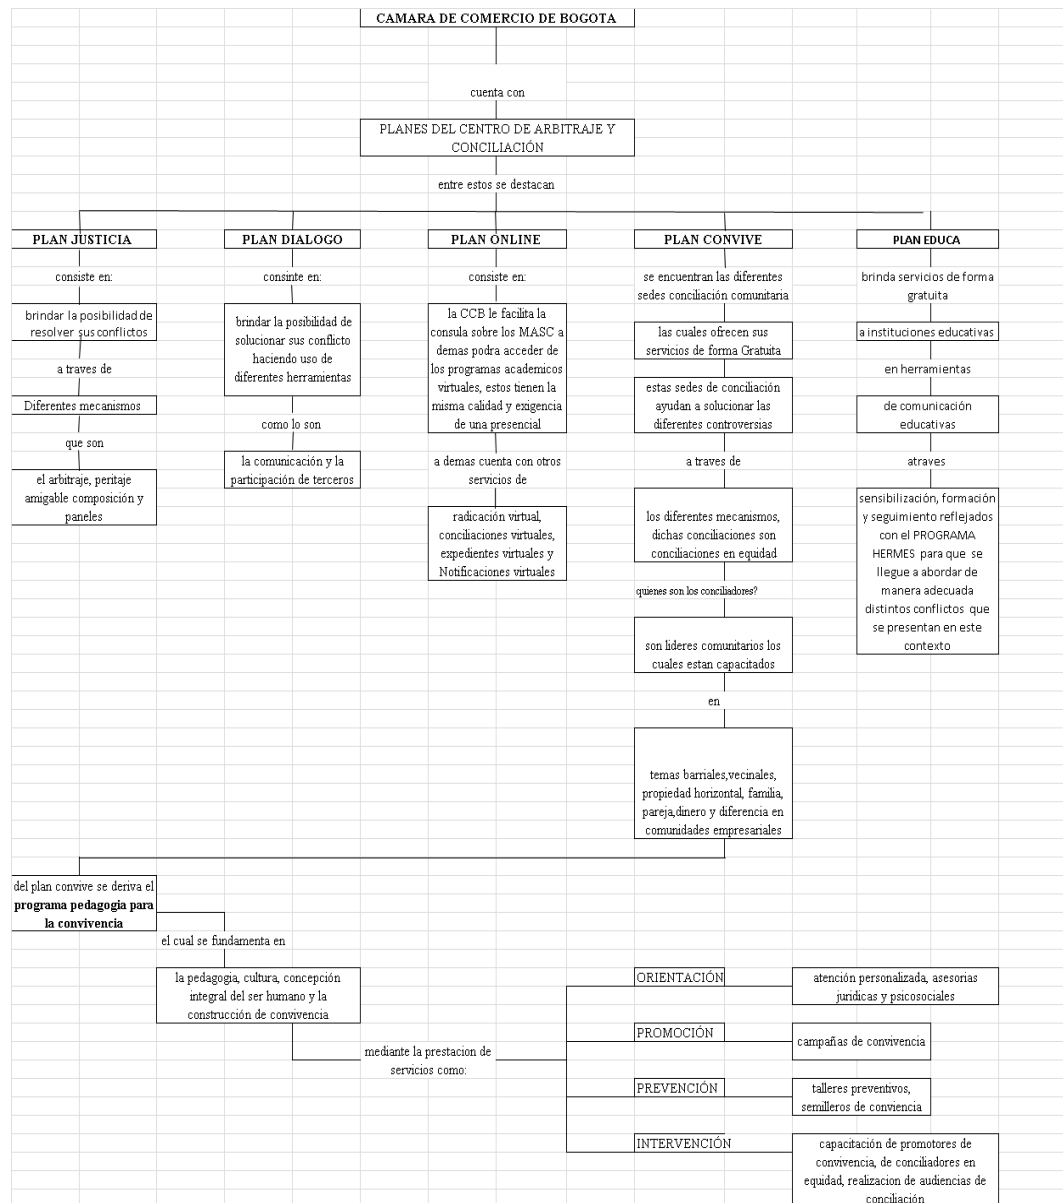 CAMARA DE COMERCIO DE BOGOTA
cuenta con
PLANES DEL CENTRO DE ARBITRAJE Y
CONCILIACIÓN
entre estos se destacan
PLAN JUSTICIA
consiste en:
brindar la posibilidad de
resolver sus conflictos
a traves de
Diferentes mecanismos
que son
el arbitraje, peritaje
amigable composición y
paneles
PLAN DIALOGO
consinte en:
brindar la posibilidad de
solucionar sus conflicto
haciendo uso de
diferentes herramientas
como lo son
la comunicación y la
participación de terceros
PLAN ONLINE
consiste en:
la CCB le facilita la
consula sobre los MASC a
demas podra acceder de
los programas academicos
virtuales, estos tienen la
misma calidad y exigencia
de una presencial
a demas cuenta con otros
servicios de
radicación virtual,
conciliaciones virtuales,
expedientes virtuales y
Notificaciones virtuales
PLAN CONVIVE
se encuentran las diferentes
sedes conciliación comunitaria
las cuales ofrecen sus
servicios de forma Gratuita
estas sedes de conciliación
ayudan a solucionar las
diferentes controversias
a traves de
los diferentes mecanismos,
dichas conciliaciones son
conciliaciones en equidad
quienes son los conciliadores?
son lideres comunitarios los
cuales estan capacitados
en
temas barriales,vecinales,
propiedad horizontal, familia,
pareja,dinero y diferencia en
comunidades empresariales
PLAN EDUCA
brinda servicios de forma
gratuita
a instituciones educativas
en herramientas
de comunicación
educativas
atraves
sensibilización, formación
y seguimiento reflejados
con el PROGRAMA
HERMES para que se
llegue a abordar de
manera adecuada
distintos conflictos que
se presentan en este
contexto
del plan convive se deriva el
programa pedagogia para
la convivencia
el cual se fundamenta en
la pedagogia, cultura, concepción
integral del ser humano y la
construcción de convivencia
mediante la prestacion de
servicios como:
ORIENTACIÓN
atención personalizada, asesorias
juridicas y psicosociales
PROMOCIÓN
campañas de convivencia
PREVENCIÓN
talleres preventivos,
semilleros de conviencia
INTERVENCIÓN
capacitación de promotores de
convivencia, de conciliadores en
equidad, realizacion de audiencias de
conciliación